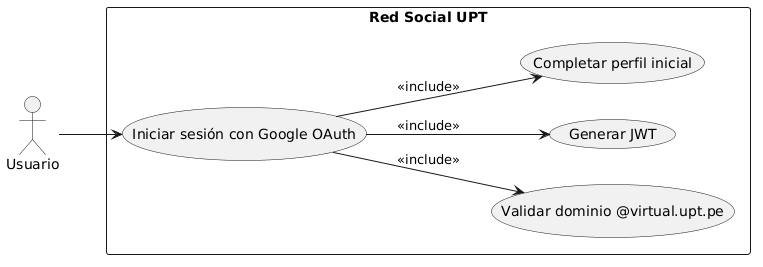 Red Social UPT
Completar perfil inicial
«include»
Usuario
Iniciar sesión con Google OAuth
«include»
Generar JWT
«include»
Validar dominio @virtual.upt.pe